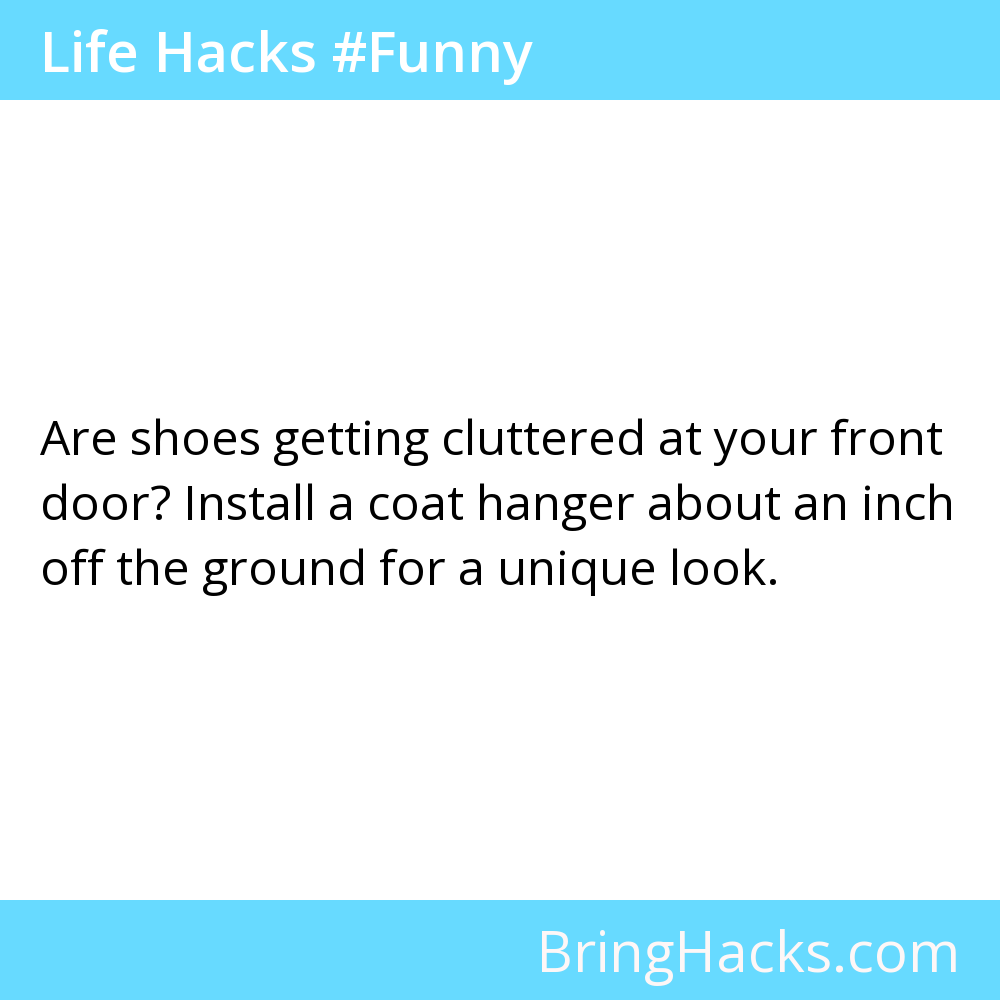 Life Hacks #Funny
Are shoes getting cluttered at your front
door? Install a coat hanger about an inch
off the ground for a unique look.
BringHacks.com